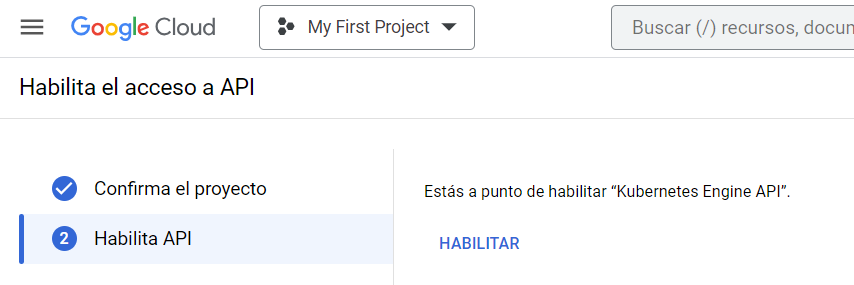 Google Cloud
My First Project
Buscar (/) recursos, docun
Habilita el acceso a API
Confirma el proyecto
Estás a punto de habilitar “Kubernetes Engine API”.
2
Habilita API
HABILITAR